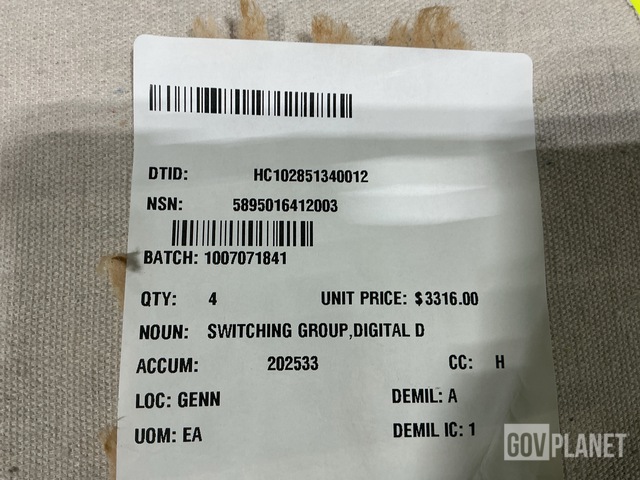 DTID: HC102851340012
NSN: 5895016412003
BATCH: 1007071841
QTY: 4 UNIT PRICE: $3316.00
NOUN: SWITCHING GROUP,DIGITAL D
ACCUM: 202533 CC: H
LOC: GENN DEMIL: A
UOM: EA DEMIL IC: 1
GOVPLANET